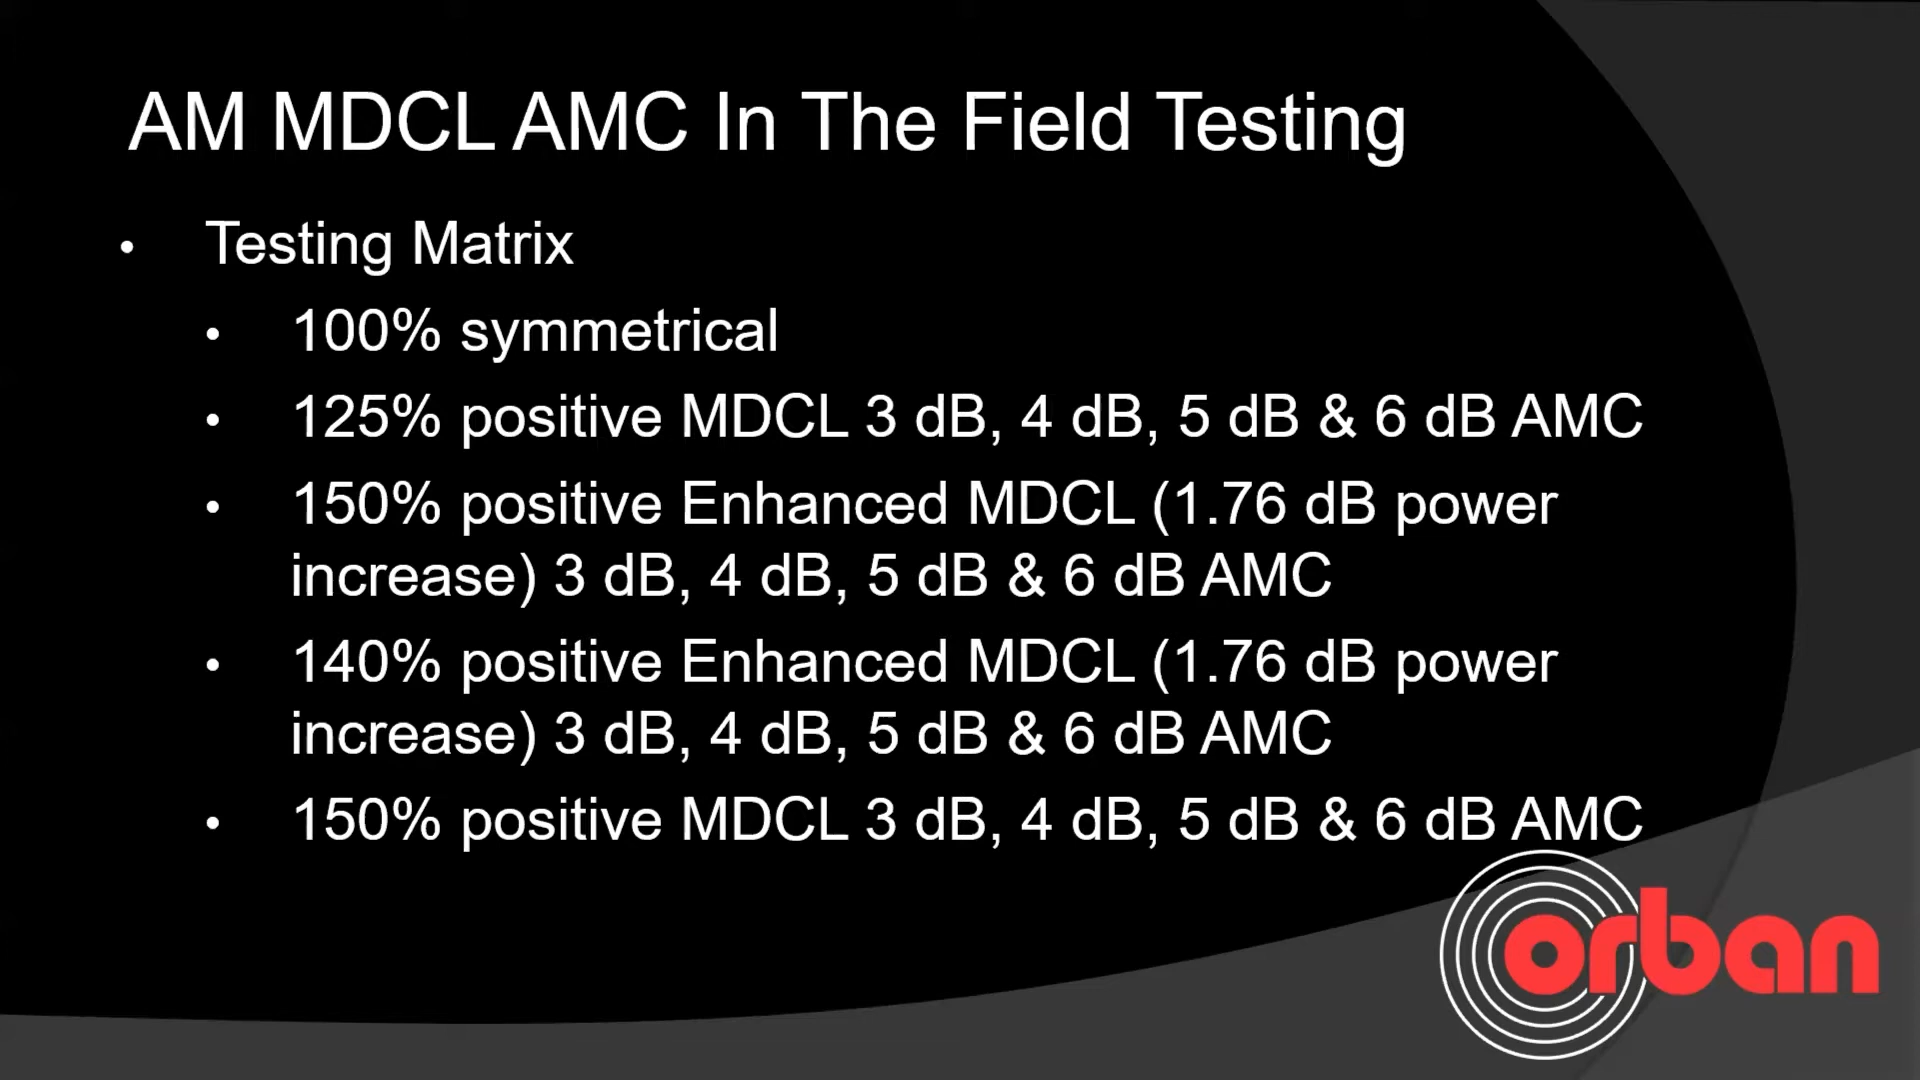 AM MDCL AMC In The Field Testing
• Testing Matrix
• 100% symmetrical
• 125% positive MDCL 3 dB, 4 dB, 5 dB & 6 dB AMC
• 150% positive Enhanced MDCL (1.76 dB power
increase) 3 dB, 4 dB, 5 dB & 6 dB AMC
• 140% positive Enhanced MDCL (1.76 dB power
increase) 3 dB, 4 dB, 5 dB & 6 dB AMC
• 150% positive MDCL 3 dB, 4 dB, 5 dB & 6 dB AMC
orban